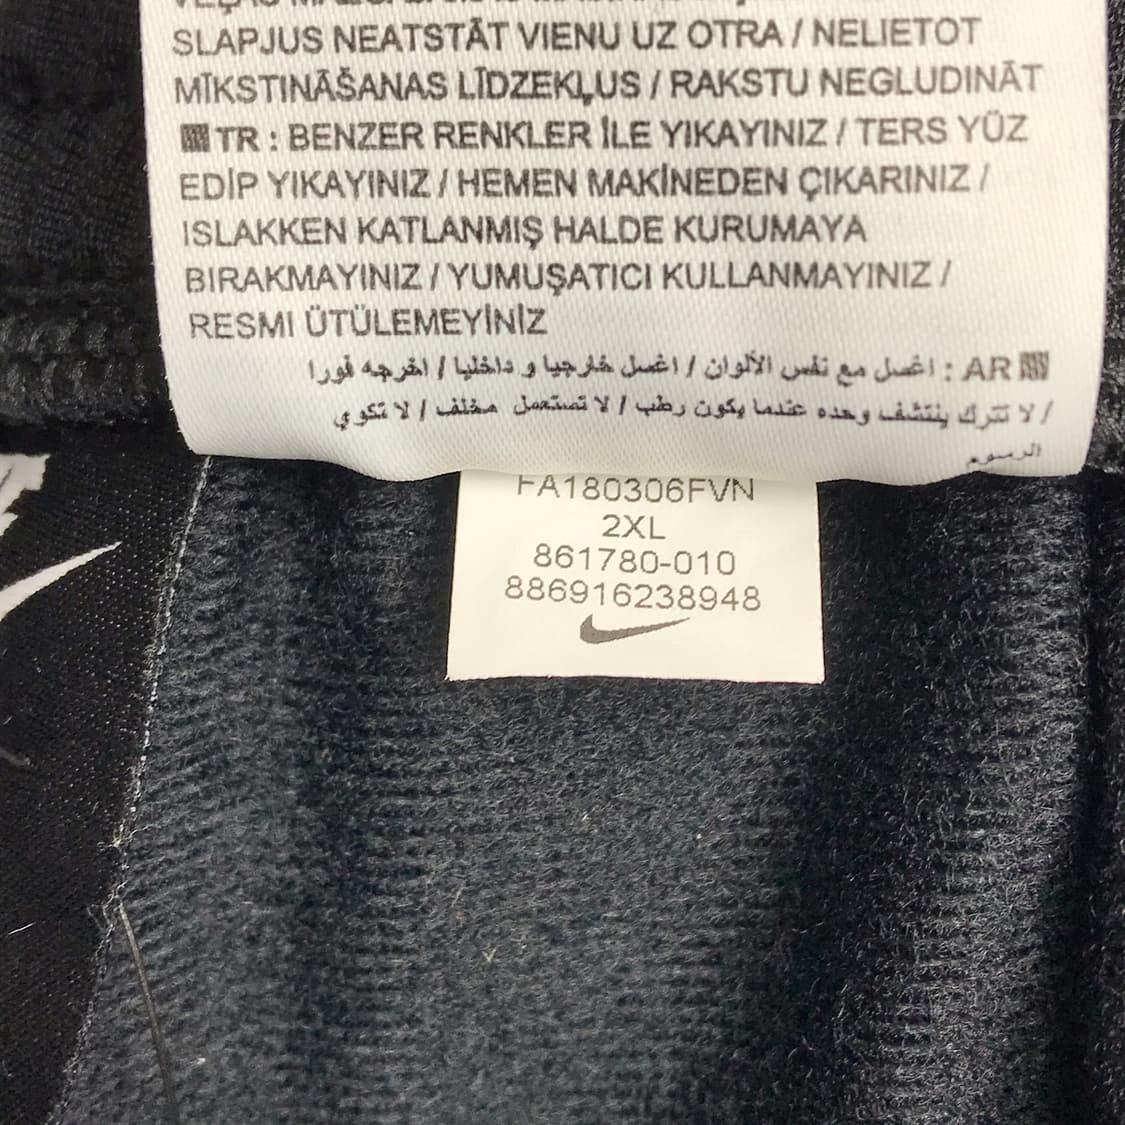 SLAPJUS NEATSTĀT VIENU UZ OTRA / NELIETOT
MĪKSTINĀŠANAS LĪDZEKĻUS / RAKSTU NEGLUDINĀT
TR : BENZER RENKLER İLE YIKAYINIZ / TERS YÜZ
EDİP YIKAYINIZ / HEMEN MAKİNEDEN ÇIKARINIZ /
ISLAKKEN KATLANMIŞ HALDE KURUMAYA
BIRAKMAYINIZ / YUMUŞATICI KULLANMAYINIZ /
RESMI ÜTÜLEMEYİNİZ
AR : اغسل مع نفس الألوان / اغسل خارجيا و داخليا / اخرجه فورا
/ لا تترك ينتشف وحده عندما يكون رطب / لا تستعمل مخلف / لا تكوي
الرسوم
FA180306FVN
2XL
861780-010
886916238948